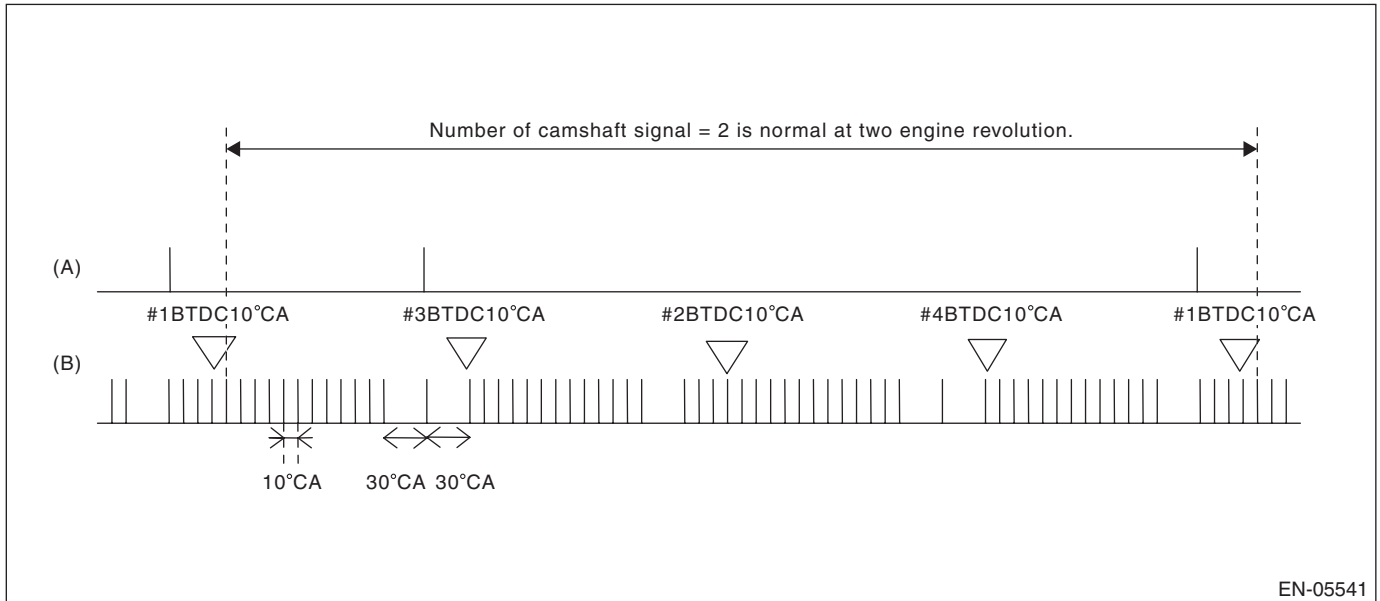 Number of camshaft signal = 2 is normal at two engine revolution.
(A)
#1BTDC10°CA #3BTDC10°CA #2BTDC10°CA #4BTDC10°CA #1BTDC10°CA
(B)
10°CA 30°CA 30°CA
EN-05541